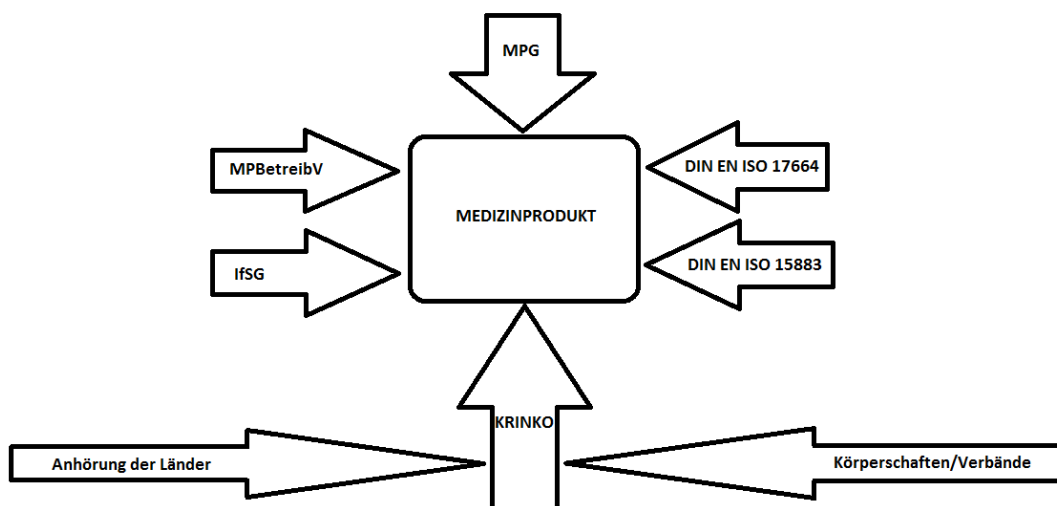 MPG
MPBetreibV
DIN EN ISO 17664
MEDIZINPRODUKT
IfSG
DIN EN ISO 15883
KRINKO
Anhörung der Länder
Körperschaften/Verbände